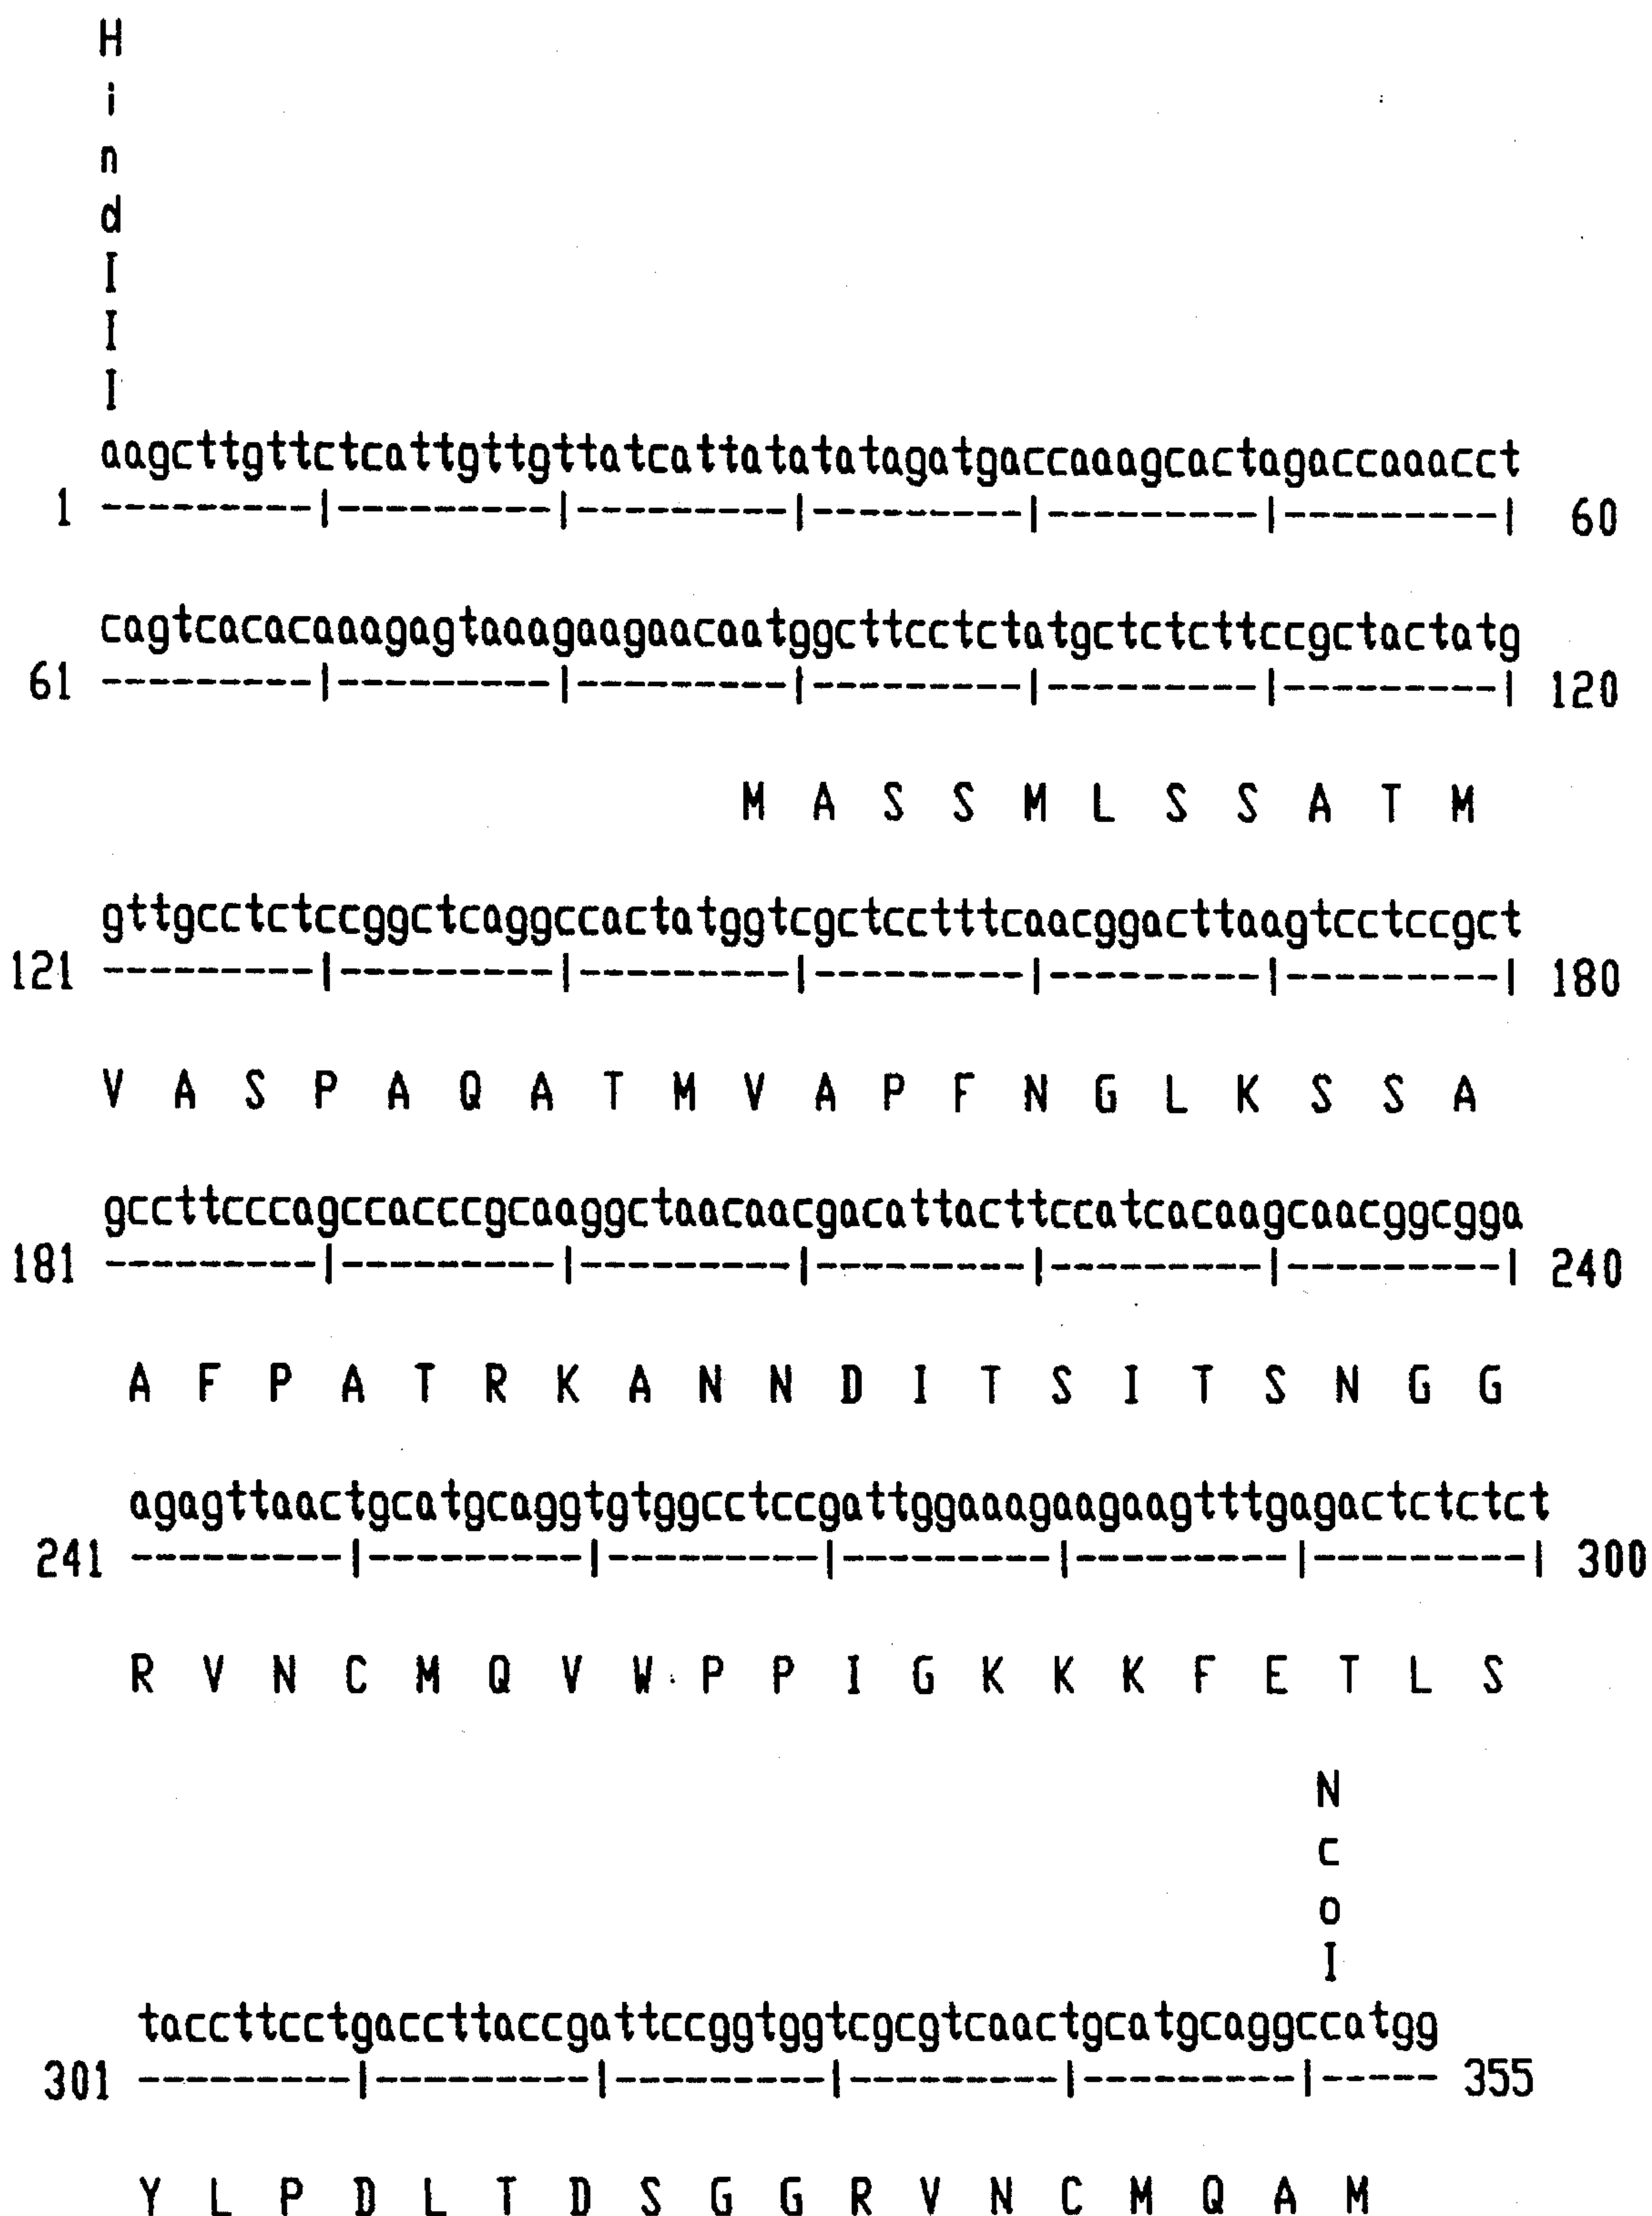 H
i
n
d
I
I
I
aagcttgttctcattgttgttatcattatatatagatgaccaaagcactagaccaaacct
1 ---------|---------|---------|---------|---------|---------| 60
cagtcacacaaagagtaaagaagaacaatggcttcctctatgctctcttccgctactatg
61 ---------|---------|---------|---------|---------|---------| 120
M A S S M L S S A T M
gttgcctctccggctcaggccactatggtcgctcctttcaacggacttaagtcctccgct
121 ---------|---------|---------|---------|---------|---------| 180
V A S P A Q A T M V A P F N G L K S S A
gccttcccagccacccgcaaggctaacaacgacattacttccatcacaagcaacggcgga
181 ---------|---------|---------|---------|---------|---------| 240
A F P A T R K A N N D I T S I T S N G G
agagttaactgcatgcaggtgtggcctccgattggaaagaagaagtttgagactctctct
241 ---------|---------|---------|---------|---------|---------| 300
R V N C M Q V W P P I G K K K F E T L S
N
c
o
I
taccttcctgaccttaccgattccggtggtcgcgtcaactgcatgcaggccatgg
301 ---------|---------|---------|---------|---------|----- 355
Y L P D L T D S G G R V N C M Q A M